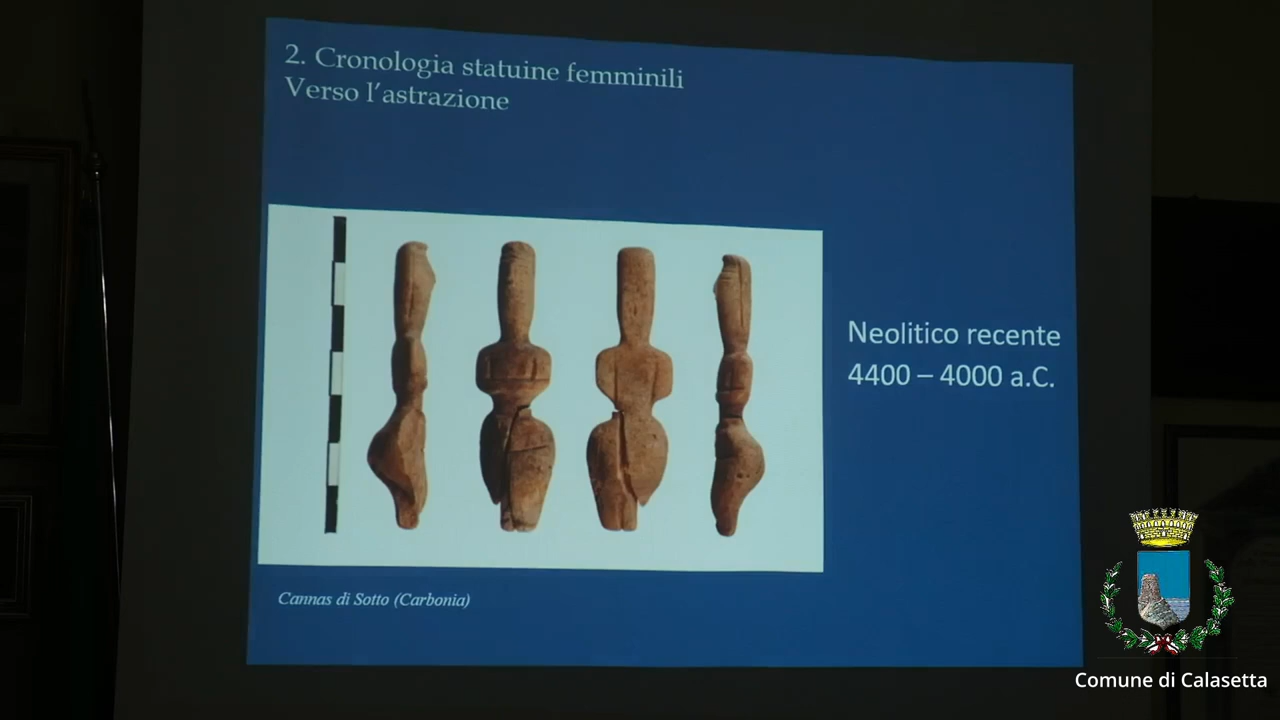 2. Cronologia statuine femminili
Verso l’astrazione
Neolitico recente
4400 – 4000 a.C.
Cannas di Sotto (Carbonia)
Comune di Calasetta